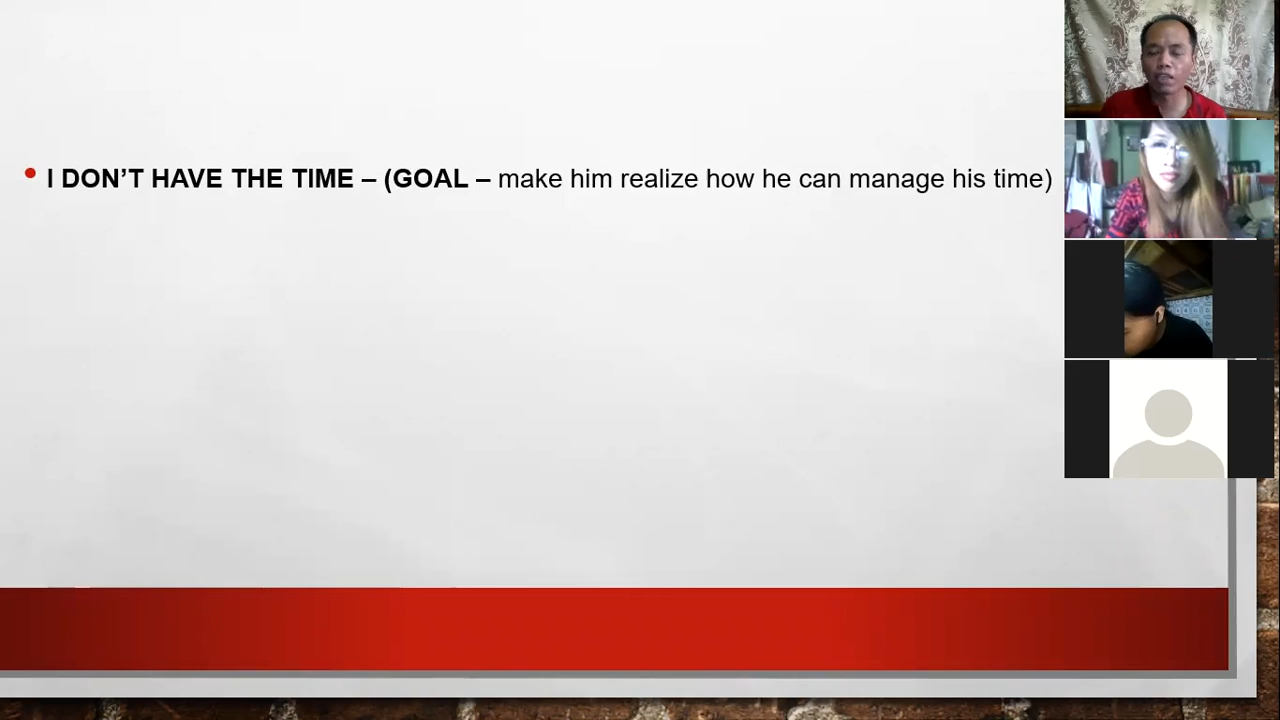 • I DON’T HAVE THE TIME – (GOAL – make him realize how he can manage his time)